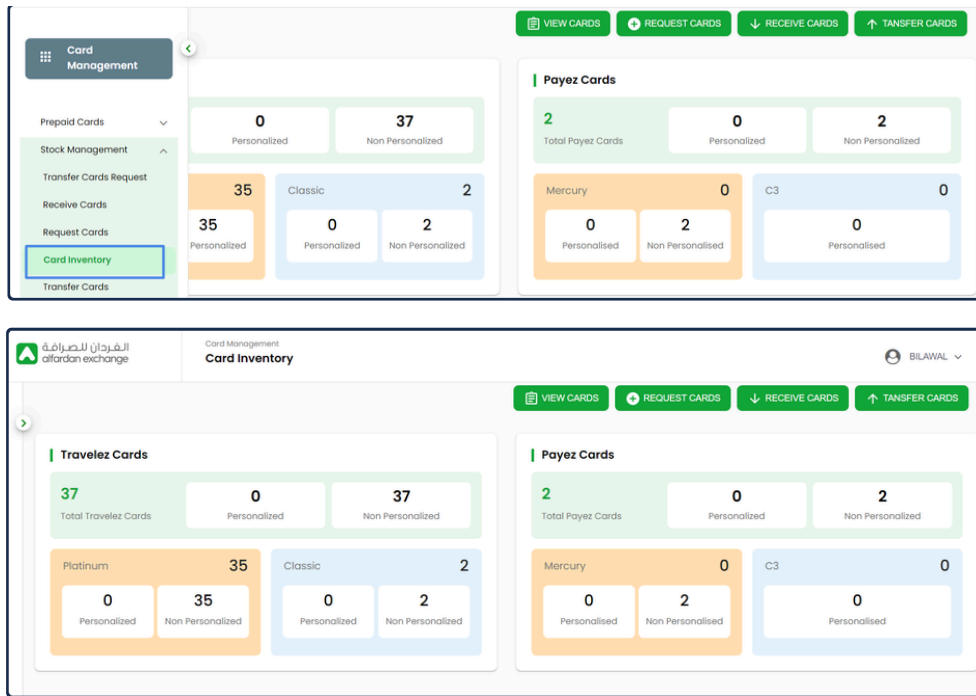 VIEW CARDS
REQUEST CARDS
RECEIVE CARDS
TANSFER CARDS
Card
Management
Prepaid Cards
Stock Management
Transfer Cards Request
Receive Cards
Request Cards
Card Inventory
Transfer Cards
0
Personalized
37
Non Personalized
35
35
Personalized
Classic 2
0
Personalized
2
Non Personalized
Payez Cards
2
Total Payez Cards
0
Personalized
2
Non Personalized
Mercury 0
0
Personalised
2
Non Personalised
C3 0
0
Personalised
الفردان للصرافة
alfardan exchange
Card Management
Card Inventory
BILAWAL
VIEW CARDS
REQUEST CARDS
RECEIVE CARDS
TANSFER CARDS
Travelez Cards
37
Total Travelez Cards
0
Personalized
37
Non Personalized
Platinum 35
0
Personalized
35
Non Personalized
Classic 2
0
Personalized
2
Non Personalized
Payez Cards
2
Total Payez Cards
0
Personalized
2
Non Personalized
Mercury 0
0
Personalised
2
Non Personalised
C3 0
0
Personalised